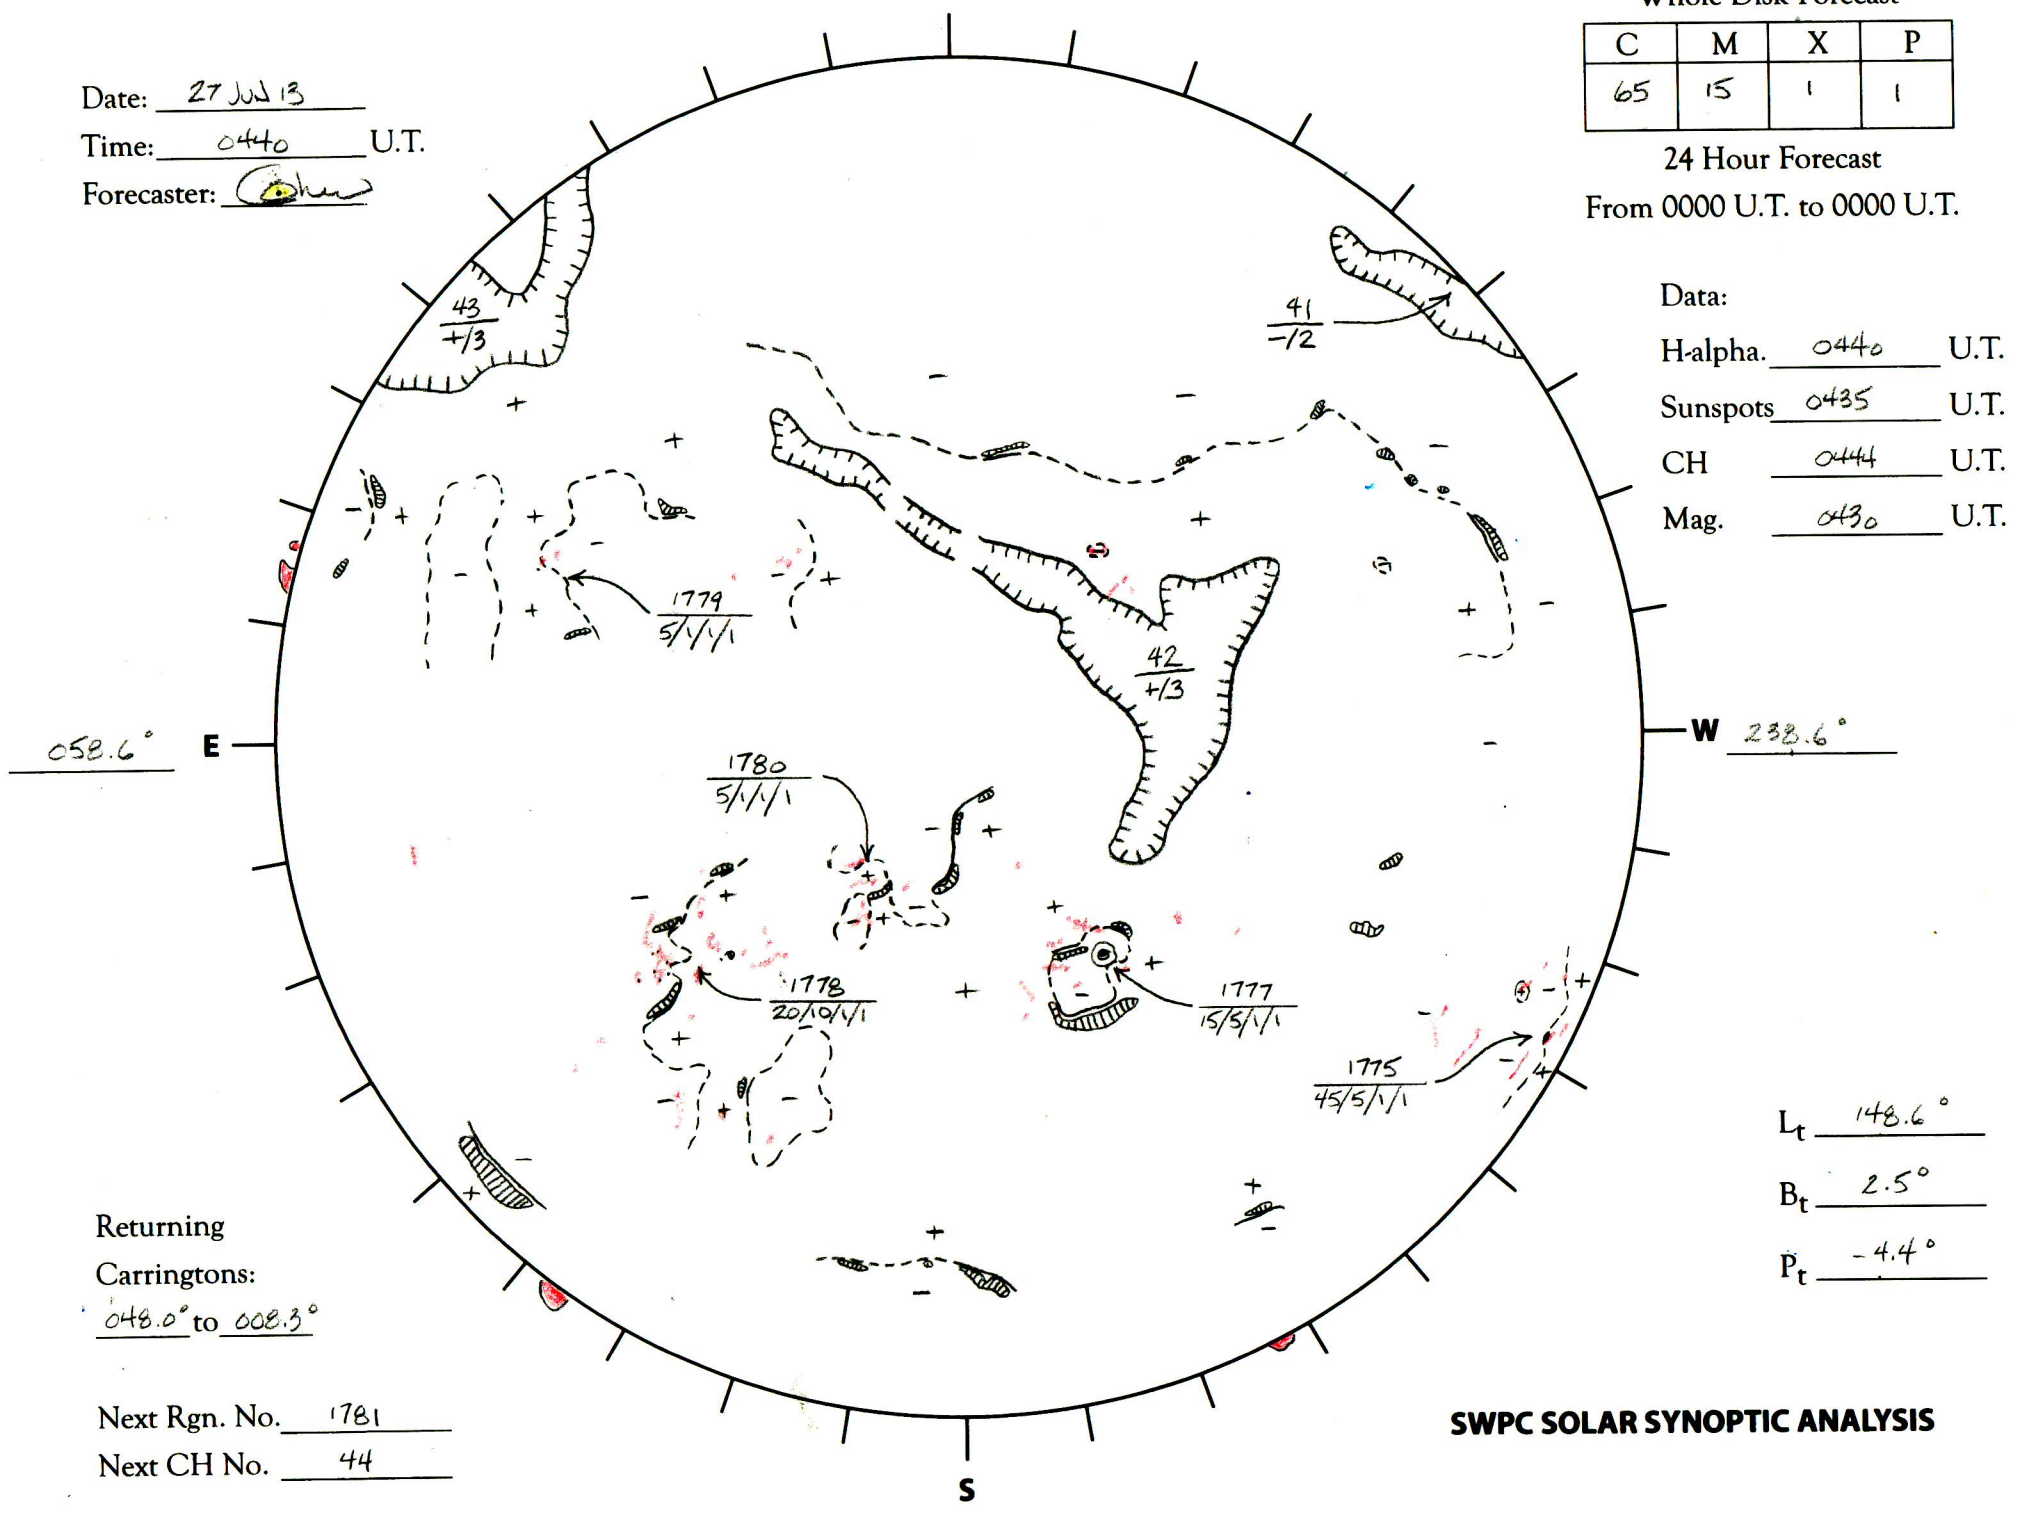 Whole Disk Forecast
C M X P
65 15 1 1
24 Hour Forecast
From 0000 U.T. to 0000 U.T.
Date: 27 JUN 13
Time: 0440 U.T.
Forecaster:
Data:
H-alpha. 0440 U.T.
Sunspots 0435 U.T.
CH 0444 U.T.
Mag. 0430 U.T.
43
+/3
41
-/2
1779
5/1/1/1
42
+/3
058.6° E
W 238.6°
1780
5/1/1/1
1778
20/10/1/1
1777
15/5/1/1
1775
45/5/1/1
Lt 148.6°
Bt 2.5°
Pt -4.4°
Returning
Carringtons:
048.0° to 008.3°
Next Rgn. No. 1781
Next CH No. 44
S
SWPC SOLAR SYNOPTIC ANALYSIS